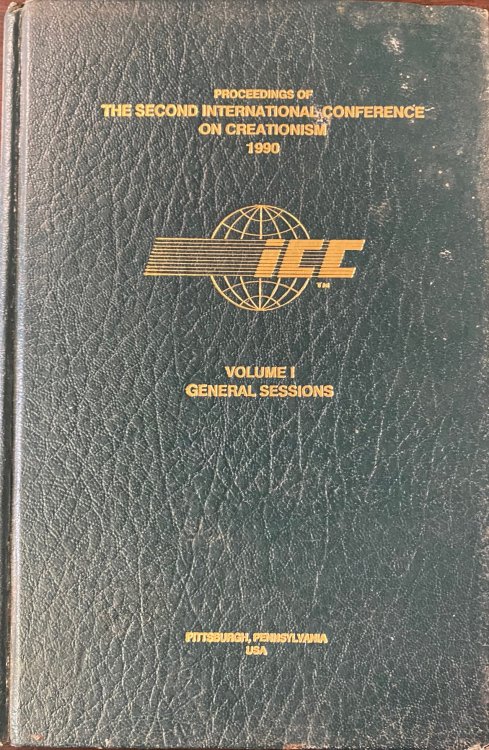 PROCEEDINGS OF
THE SECOND INTERNATIONAL CONFERENCE
ON CREATIONISM
1990
icc
TM
VOLUME I
GENERAL SESSIONS
PITTSBURGH, PENNSYLVANIA
USA